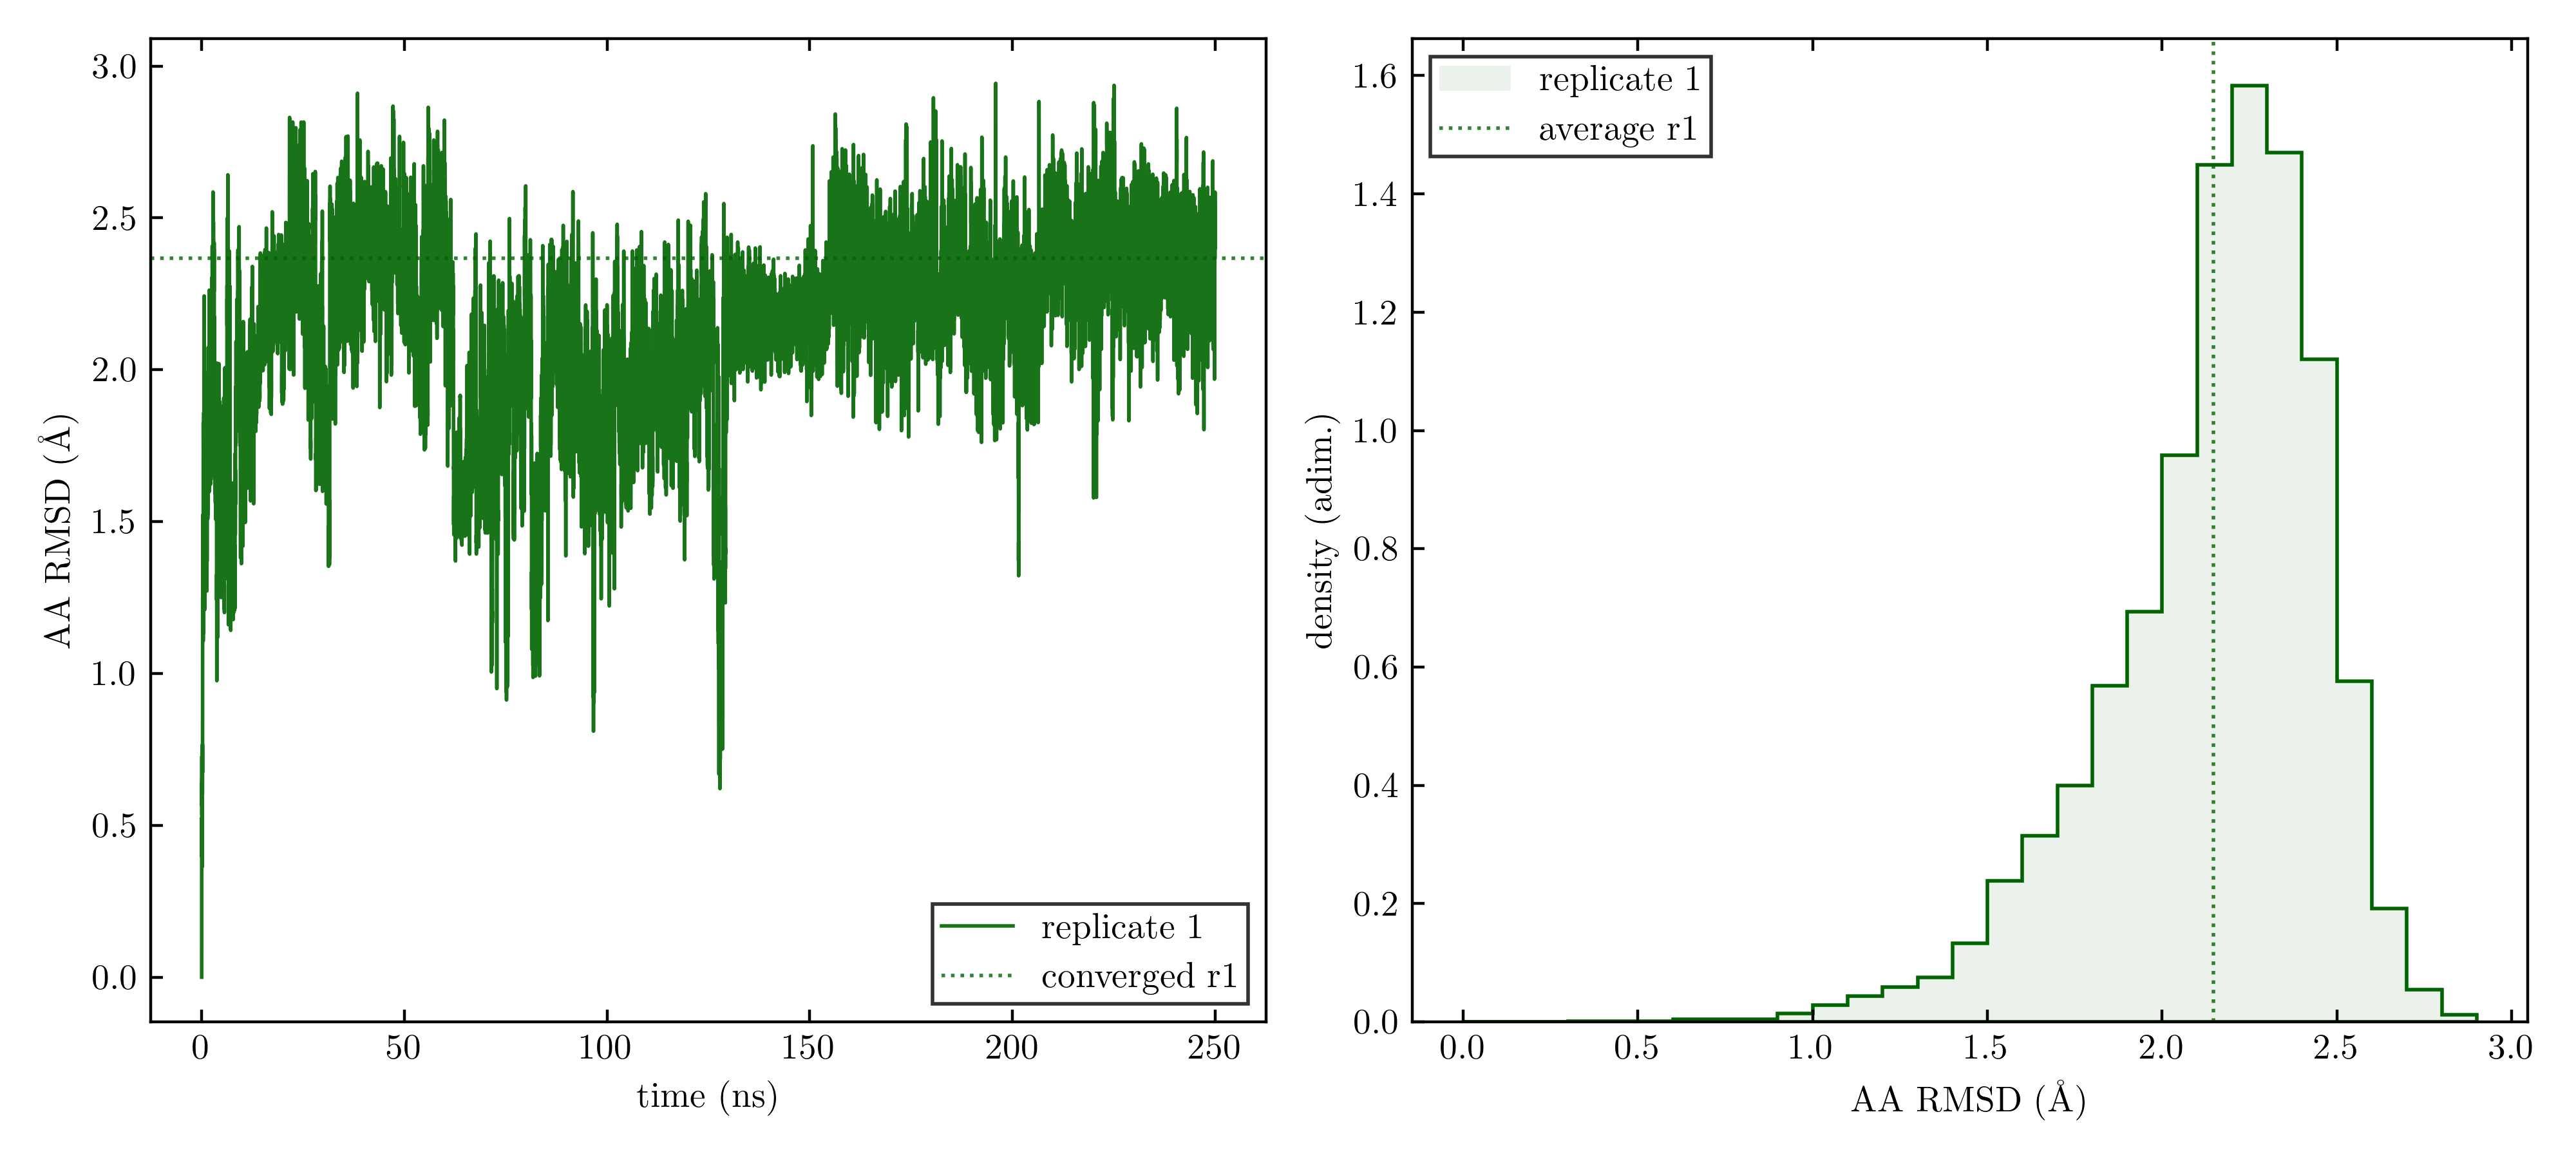 3.0
2.5
2.0
1.5
1.0
0.5
0.0
AA RMSD (Å)
0 50 100 150 200 250
time (ns)
replicate 1
converged r1
1.6
1.4
1.2
1.0
0.8
0.6
0.4
0.2
0.0
density (adim.)
0.0 0.5 1.0 1.5 2.0 2.5 3.0
AA RMSD (Å)
replicate 1
average r1